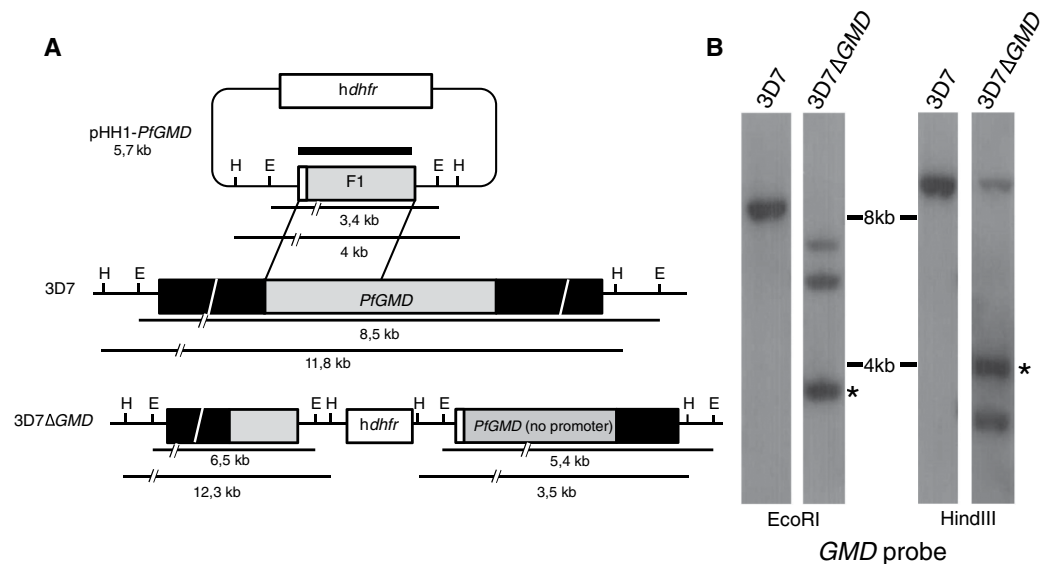 A
hdhfr
pHH1-PfGMD
5,7 kb
H E E H
F1
3,4 kb
4 kb
3D7
H E H E
PfGMD
8,5 kb
11,8 kb
3D7ΔGMD
H E E H H E H E
hdhfr
PfGMD (no promoter)
6,5 kb 5,4 kb
12,3 kb 3,5 kb
B
3D7 3D7ΔGMD 3D7 3D7ΔGMD
8kb
4kb
* *
EcoRI HindIII
GMD probe